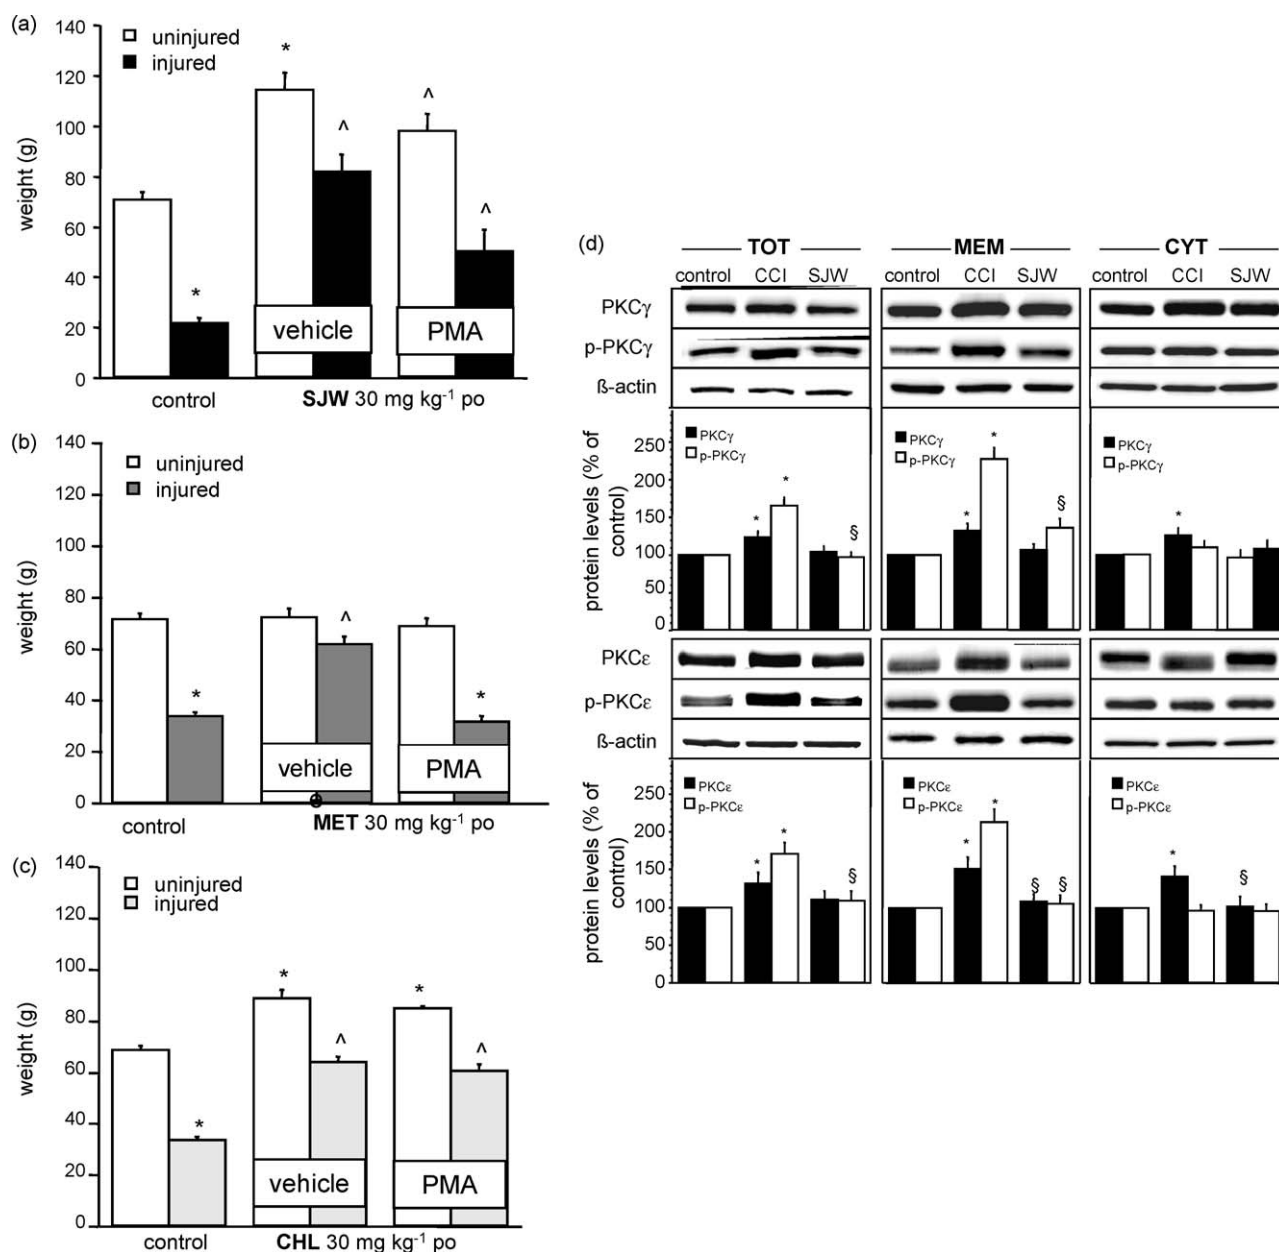 (a)
140
120
100
80
60
40
20
0
weight (g)
uninjured
injured
*
*
^
^
^
vehicle
PMA
control
SJW 30 mg kg-1 po
(b)
140
120
100
80
60
40
20
0
weight (g)
uninjured
injured
*
^
*
vehicle
PMA
control
MET 30 mg kg-1 po
(c)
140
120
100
80
60
40
20
0
weight (g)
uninjured
injured
*
*
^
*
^
vehicle
PMA
control
CHL 30 mg kg-1 po
(d)
TOT MEM CYT
control CCI SJW control CCI SJW control CCI SJW
PKCγ
p-PKCγ
ß-actin
protein levels (% of
control)
250
200
150
100
50
0
PKCγ
p-PKCγ
* * §
PKCγ
p-PKCγ
* * §
PKCγ
p-PKCγ
*
PKCε
p-PKCε
ß-actin
protein levels (% of
control)
250
200
150
100
50
0
PKCε
p-PKCε
* * §
PKCε
p-PKCε
* * § §
PKCε
p-PKCε
* §